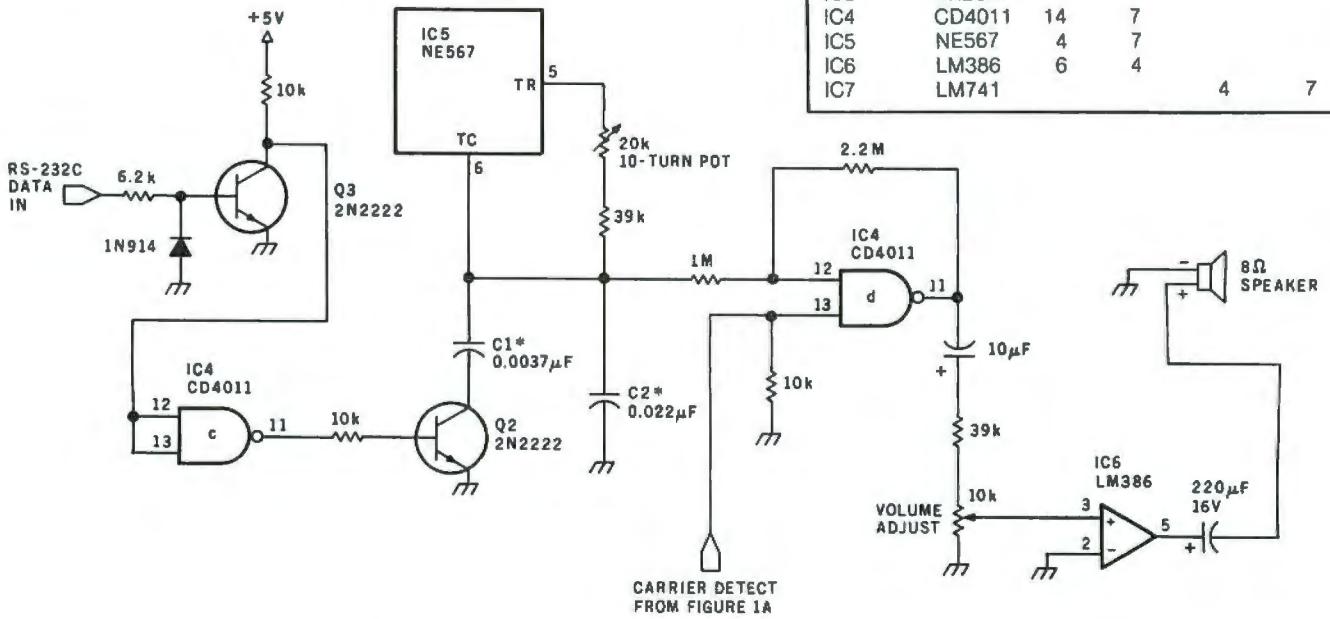 IC4 CD4011 14 7
IC5 NE567 4 7
IC6 LM386 6 4
IC7 LM741 4 7
+5V
10k
RS-232C
DATA
IN
6.2k
1N914
Q3
2N2222
IC5
NE567
TR
5
TC
6
20k
10-TURN POT
39k
2.2M
1M
IC4
CD4011
12
13
d
11
10k
CARRIER DETECT
FROM FIGURE 1A
IC4
CD4011
12
13
c
11
10k
Q2
2N2222
C1*
0.0037µF
C2*
0.022µF
10µF
+
39k
10k
VOLUME
ADJUST
IC6
LM386
3
+
2
-
5
220µF
16V
+
-
+
8Ω
SPEAKER